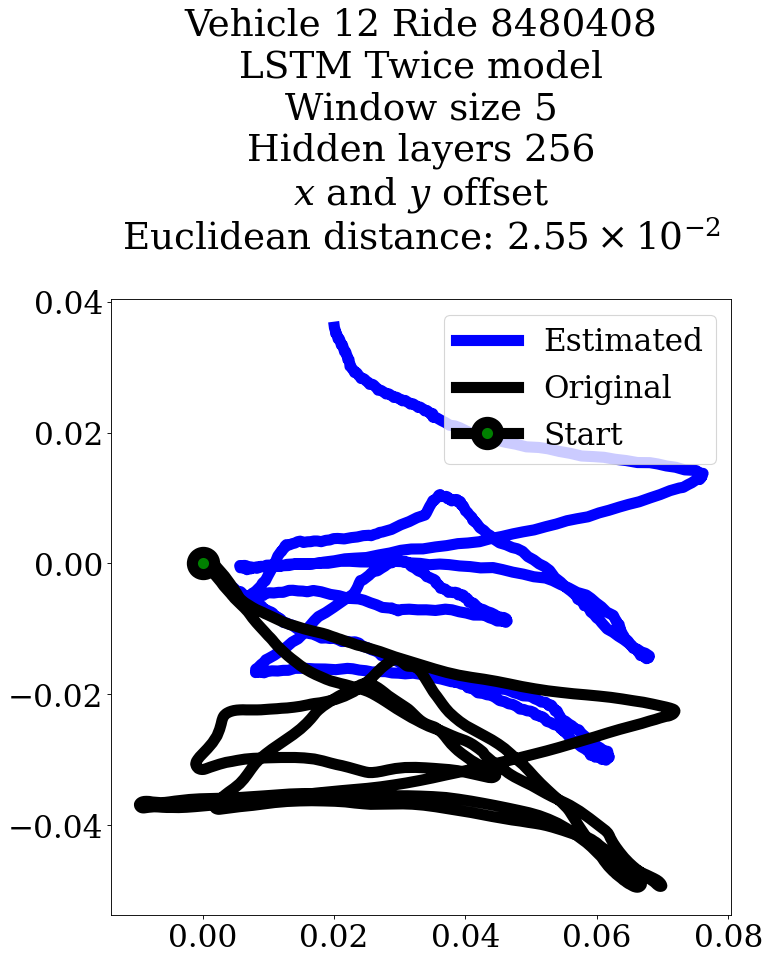 Vehicle 12 Ride 8480408
LSTM Twice model
Window size 5
Hidden layers 256
x and y offset
Euclidean distance: 2.55 × 10⁻²
0.04
0.02
0.00
−0.02
−0.04
Estimated
Original
Start
0.00 0.02 0.04 0.06 0.08